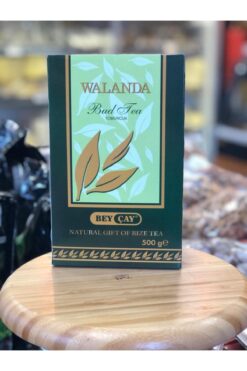 WALANDA
Bud Tea
TOMURCUK
BEY ÇAY
NATURAL GIFT OF RIZE TEA
500 g e